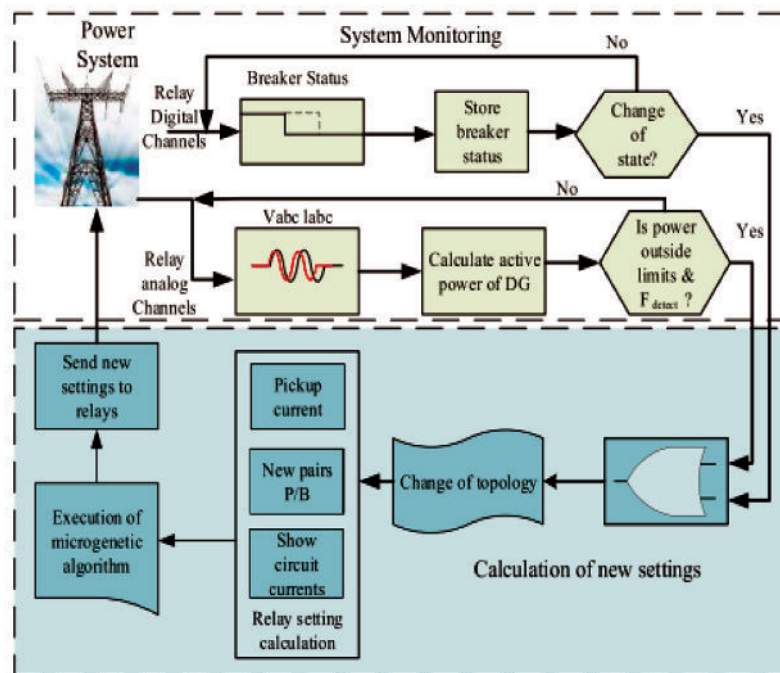 Power
System
System Monitoring
No
Breaker Status
Relay
Digital
Channels
Store
breaker
status
Change
of
state?
Yes
No
Vabc Iabc
Relay
analog
Channels
Calculate active
power of DG
Is power
outside
limits &
F detect ?
Yes
Send new
settings to
relays
Pickup
current
New pairs
P/B
Show
circuit
currents
Relay setting
calculation
Execution of
microgenetic
algorithm
Change of topology
Calculation of new settings